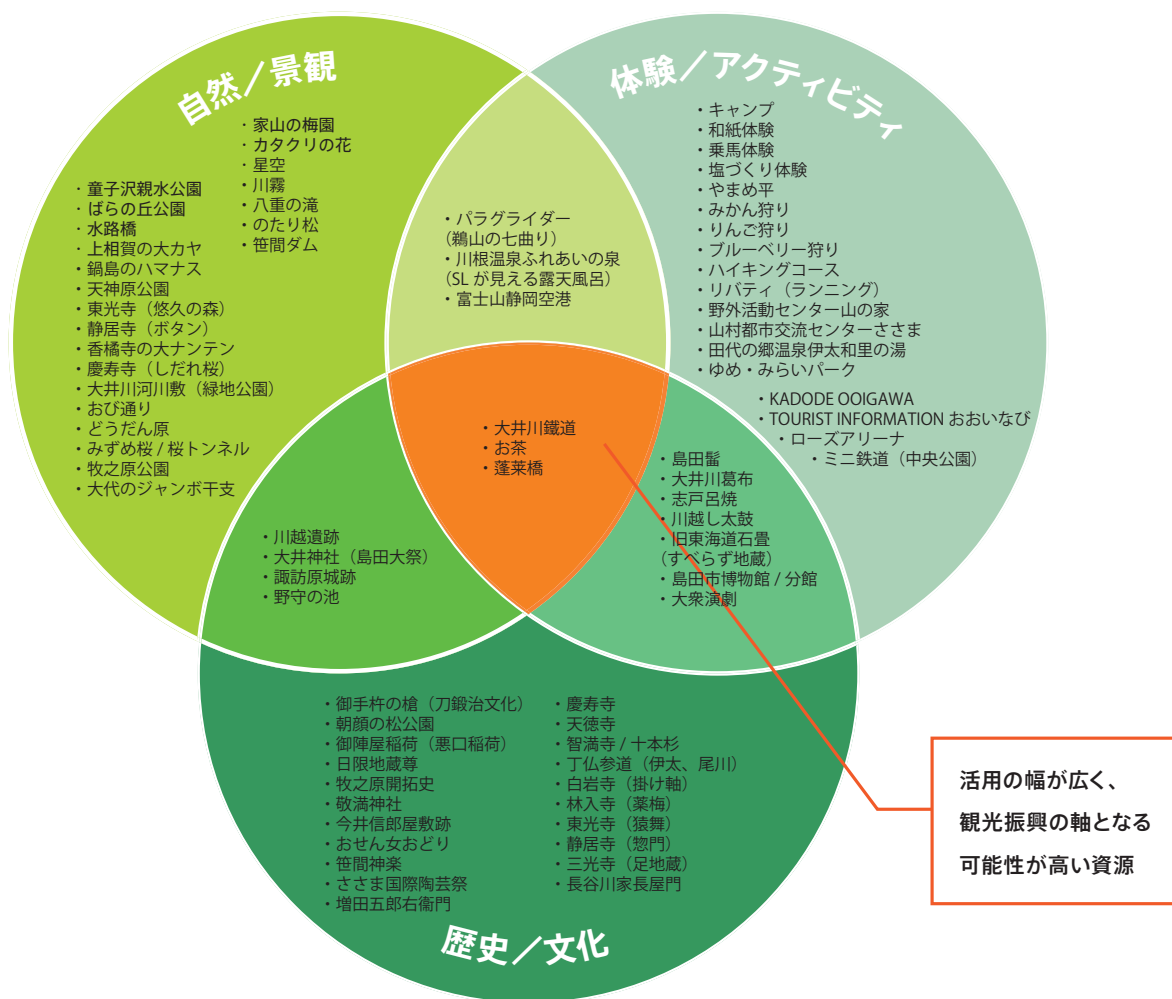 自然／景観
・家山の梅園
・カタクリの花
・星空
・川霧
・八重の滝
・のたり松
・笹間ダム
・童子沢親水公園
・ばらの丘公園
・水路橋
・上相賀の大カヤ
・鍋島のハマナス
・天神原公園
・東光寺（悠久の森）
・静居寺（ボタン）
・香橘寺の大ナンテン
・慶寿寺（しだれ桜）
・大井川河川敷（緑地公園）
・おび通り
・どうだん原
・みずめ桜 / 桜トンネル
・牧之原公園
・大代のジャンボ干支
体験／アクティビティ
・キャンプ
・和紙体験
・乗馬体験
・塩づくり体験
・やまめ平
・みかん狩り
・りんご狩り
・ブルーベリー狩り
・ハイキングコース
・リバティ（ランニング）
・野外活動センター山の家
・山村都市交流センターささま
・田代の郷温泉伊太和里の湯
・ゆめ・みらいパーク
・KADODE OOIGAWA
・TOURIST INFORMATION おおいなび
・ローズアリーナ
・ミニ鉄道（中央公園）
・パラグライダー
(鵜山の七曲り）
・川根温泉ふれあいの泉
(SL が見える露天風呂）
・富士山静岡空港
・大井川鐵道
・お茶
・蓬莱橋
・島田髷
・大井川葛布
・志戸呂焼
・川越し太鼓
・旧東海道石畳
(すべらず地蔵）
・島田市博物館 / 分館
・大衆演劇
・川越遺跡
・大井神社（島田大祭）
・諏訪原城跡
・野守の池
・御手杵の槍（刀鍛治文化）
・朝顔の松公園
・御陣屋稲荷（悪口稲荷）
・日限地蔵尊
・牧之原開拓史
・敬満神社
・今井信郎屋敷跡
・おせん女おどり
・笹間神楽
・ささま国際陶芸祭
・増田五郎右衞門
・慶寿寺
・天徳寺
・智満寺 / 十本杉
・丁仏参道（伊太、尾川）
・白岩寺（掛け軸）
・林入寺（薬梅）
・東光寺（猿舞）
・静居寺（惣門）
・三光寺（足地蔵）
・長谷川家長屋門
歴史／文化
活用の幅が広く、
観光振興の軸となる
可能性が高い資源